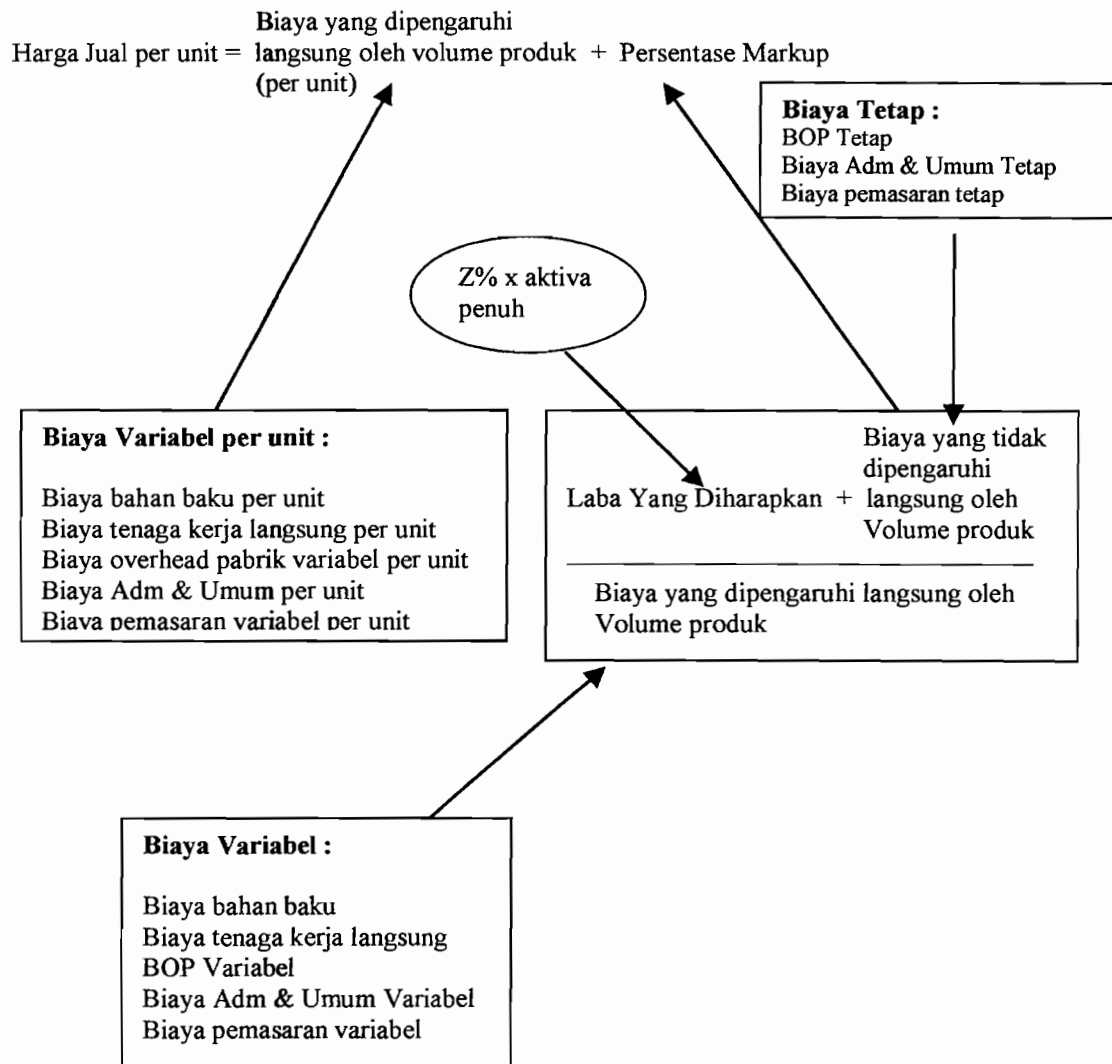 Biaya yang dipengaruhi
Harga Jual per unit = langsung oleh volume produk + Persentase Markup
(per unit)
Biaya Tetap :
BOP Tetap
Biaya Adm & Umum Tetap
Biaya pemasaran tetap
Z% x aktiva
penuh
Biaya Variabel per unit :
Biaya bahan baku per unit
Biaya tenaga kerja langsung per unit
Biaya overhead pabrik variabel per unit
Biaya Adm & Umum per unit
Biaya pemasaran variabel per unit
Biaya yang tidak
dipengaruhi
Laba Yang Diharapkan + langsung oleh
Volume produk
Biaya yang dipengaruhi langsung oleh
Volume produk
Biaya Variabel :
Biaya bahan baku
Biaya tenaga kerja langsung
BOP Variabel
Biaya Adm & Umum Variabel
Biaya pemasaran variabel